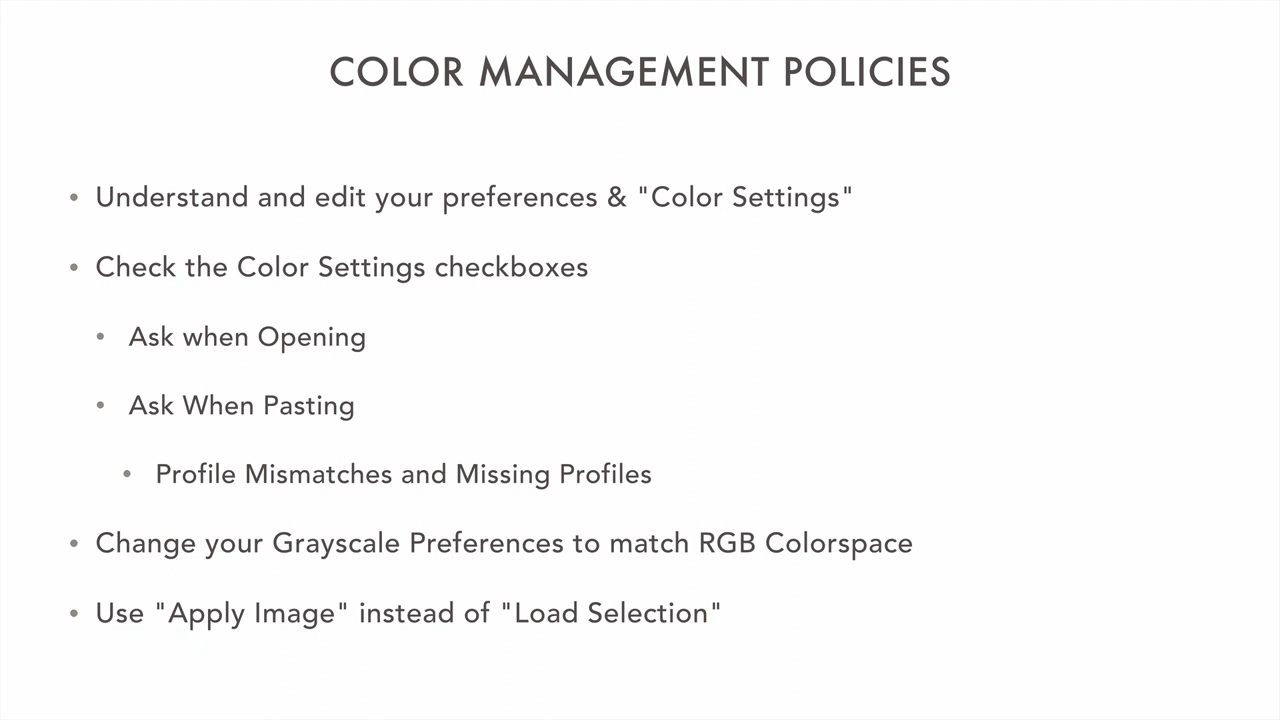 COLOR MANAGEMENT POLICIES
• Understand and edit your preferences & "Color Settings"
• Check the Color Settings checkboxes
• Ask when Opening
• Ask When Pasting
• Profile Mismatches and Missing Profiles
• Change your Grayscale Preferences to match RGB Colorspace
• Use "Apply Image" instead of "Load Selection"